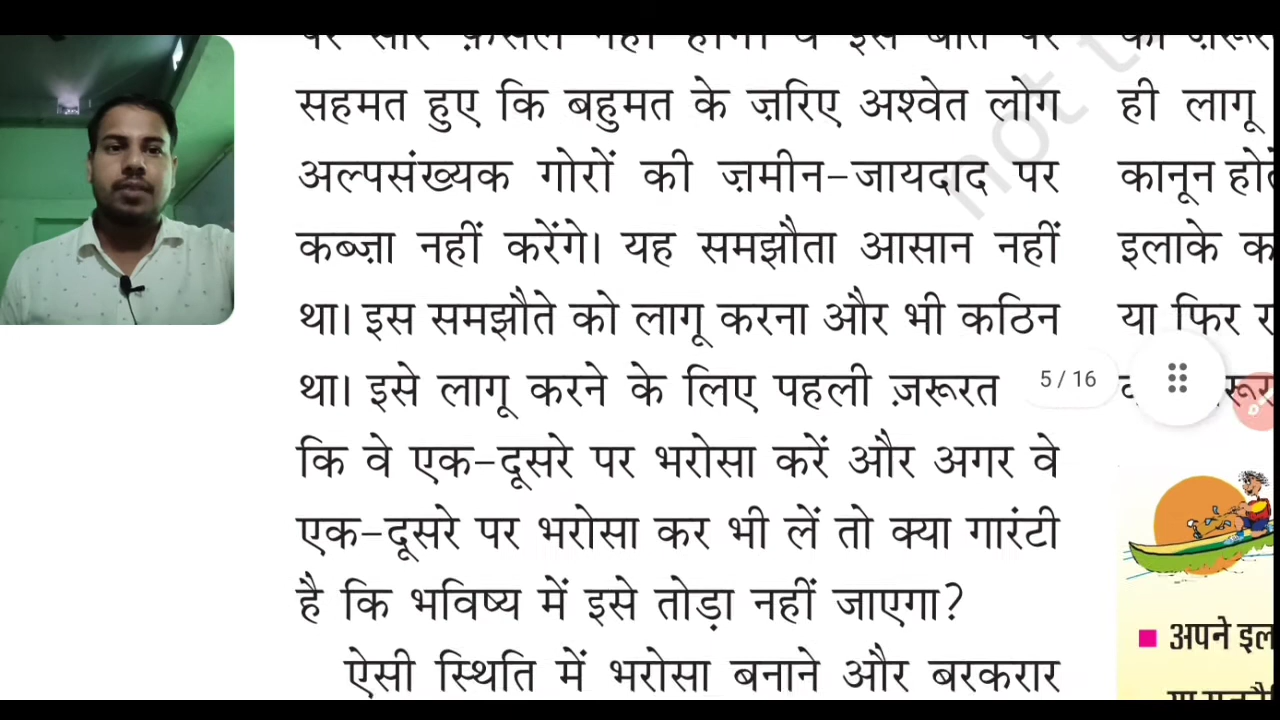 सहमत हुए कि बहुमत के ज़रिए अश्वेत लोग
अल्पसंख्यक गोरों की ज़मीन-जायदाद पर
कब्ज़ा नहीं करेंगे। यह समझौता आसान नहीं
था। इस समझौते को लागू करना और भी कठिन
था। इसे लागू करने के लिए पहली ज़रूरत
कि वे एक-दूसरे पर भरोसा करें और अगर वे
एक-दूसरे पर भरोसा कर भी लें तो क्या गारंटी
है कि भविष्य में इसे तोड़ा नहीं जाएगा?
ऐसी स्थिति में भरोसा बनाने और बरकरार
not
ही लागू
कानून
इलाके
या फिर
5 / 16
अपने